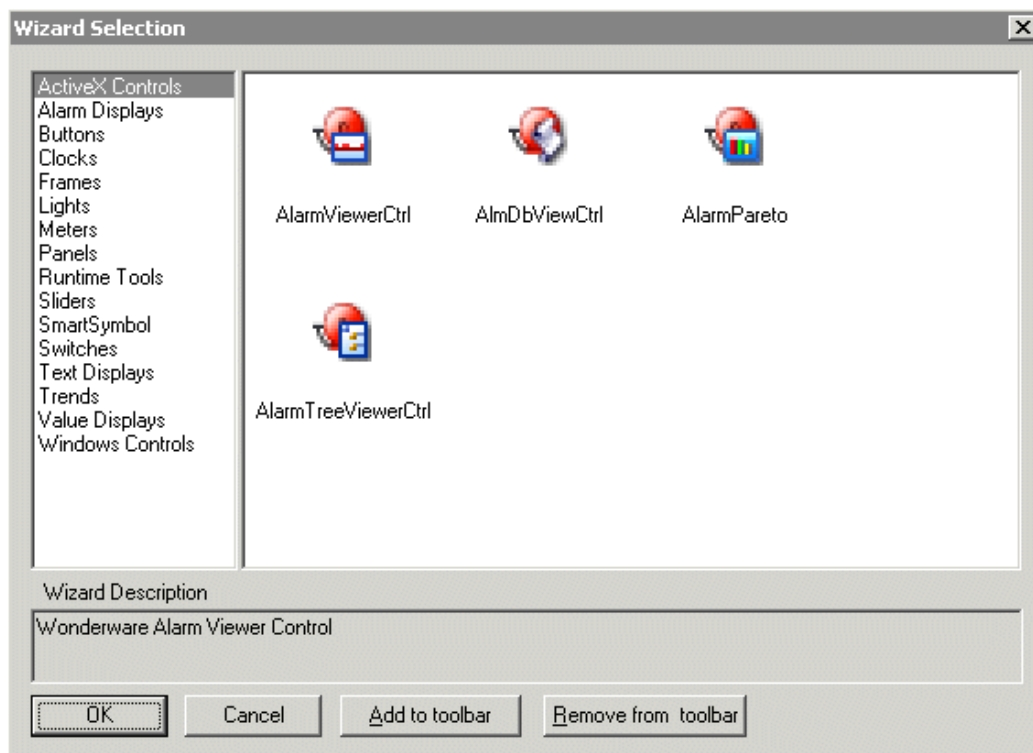 Wizard Selection
ActiveX Controls
Alarm Displays
Buttons
Clocks
Frames
Lights
Meters
Panels
Runtime Tools
Sliders
SmartSymbol
Switches
Text Displays
Trends
Value Displays
Windows Controls
AlarmViewerCtrl AlmDbViewCtrl AlarmPareto
AlarmTreeViewerCtrl
Wizard Description
Wonderware Alarm Viewer Control
OK Cancel Add to toolbar Remove from toolbar